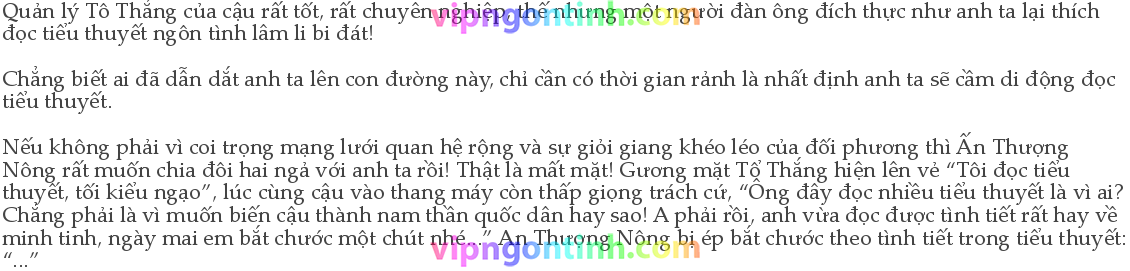 Quản lý Tô Thắng của cậu rất tốt, rất chuyên nghiệp, thế nhưng một người đàn ông đích thực như anh ta lại thích
đọc tiểu thuyết ngôn tình lâm li bi đát!
Chẳng biết ai đã dẫn dắt anh ta lên con đường này, chỉ cần có thời gian rảnh là nhất định anh ta sẽ cầm di động đọc
tiểu thuyết.
Nếu không phải vì coi trọng mạng lưới quan hệ rộng và sự giỏi giang khéo léo của đối phương thì Ấn Thượng
Nông rất muốn chia đôi hai ngả với anh ta rồi! Thật là mất mặt! Gương mặt Tổ Thắng hiện lên vẻ “Tôi đọc tiểu
thuyết, tối kiểu ngạo”, lúc cùng cậu vào thang máy còn thấp giọng trách cứ, “Ông đây đọc nhiều tiểu thuyết là vì ai?
Chẳng phải là vì muốn biến cậu thành nam thần quốc dân hay sao! A phải rồi, anh vừa đọc được tình tiết rất hay về
minh tinh, ngày mai em bắt chước một chút nhé...” An Thượng Nông bị ép bắt chước theo tình tiết trong tiểu thuyết:
“...”
vipngontinh.com
vipngontinh.com